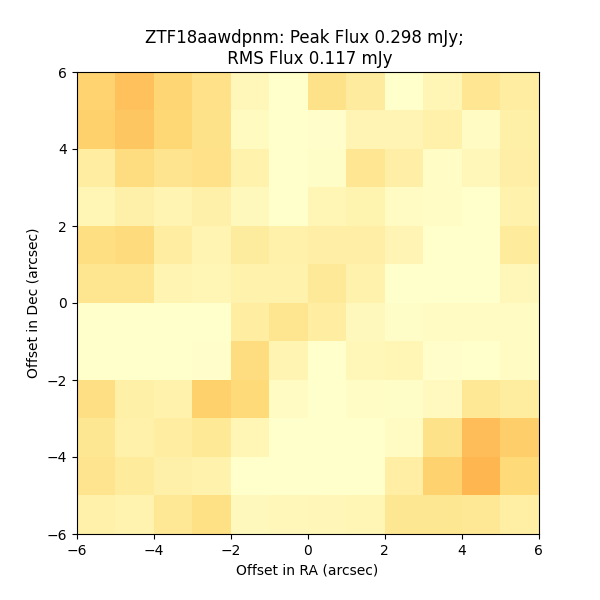 ZTF18aawdpnm: Peak Flux 0.298 mJy;
RMS Flux 0.117 mJy
6
4
2
0
−2
−4
−6
Offset in Dec (arcsec)
−6 −4 −2 0 2 4 6
Offset in RA (arcsec)